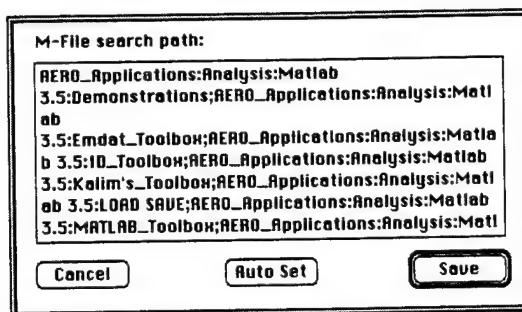 M-File search path:
AERO_Applications:Analysis:Matlab
3.5:Demonstrations;AERO_Applications:Analysis:Matl
ab
3.5:Emdat_Toolbox;AERO_Applications:Analysis:Matla
b 3.5:ID_Toolbox;AERO_Applications:Analysis:Matlab
3.5:Kalim's_Toolbox;AERO_Applications:Analysis:Matl
ab 3.5:LOAD SAVE;AERO_Applications:Analysis:Matlab
3.5:MATLAB_Toolbox;AERO_Applications:Analysis:Matl
Cancel Auto Set Save